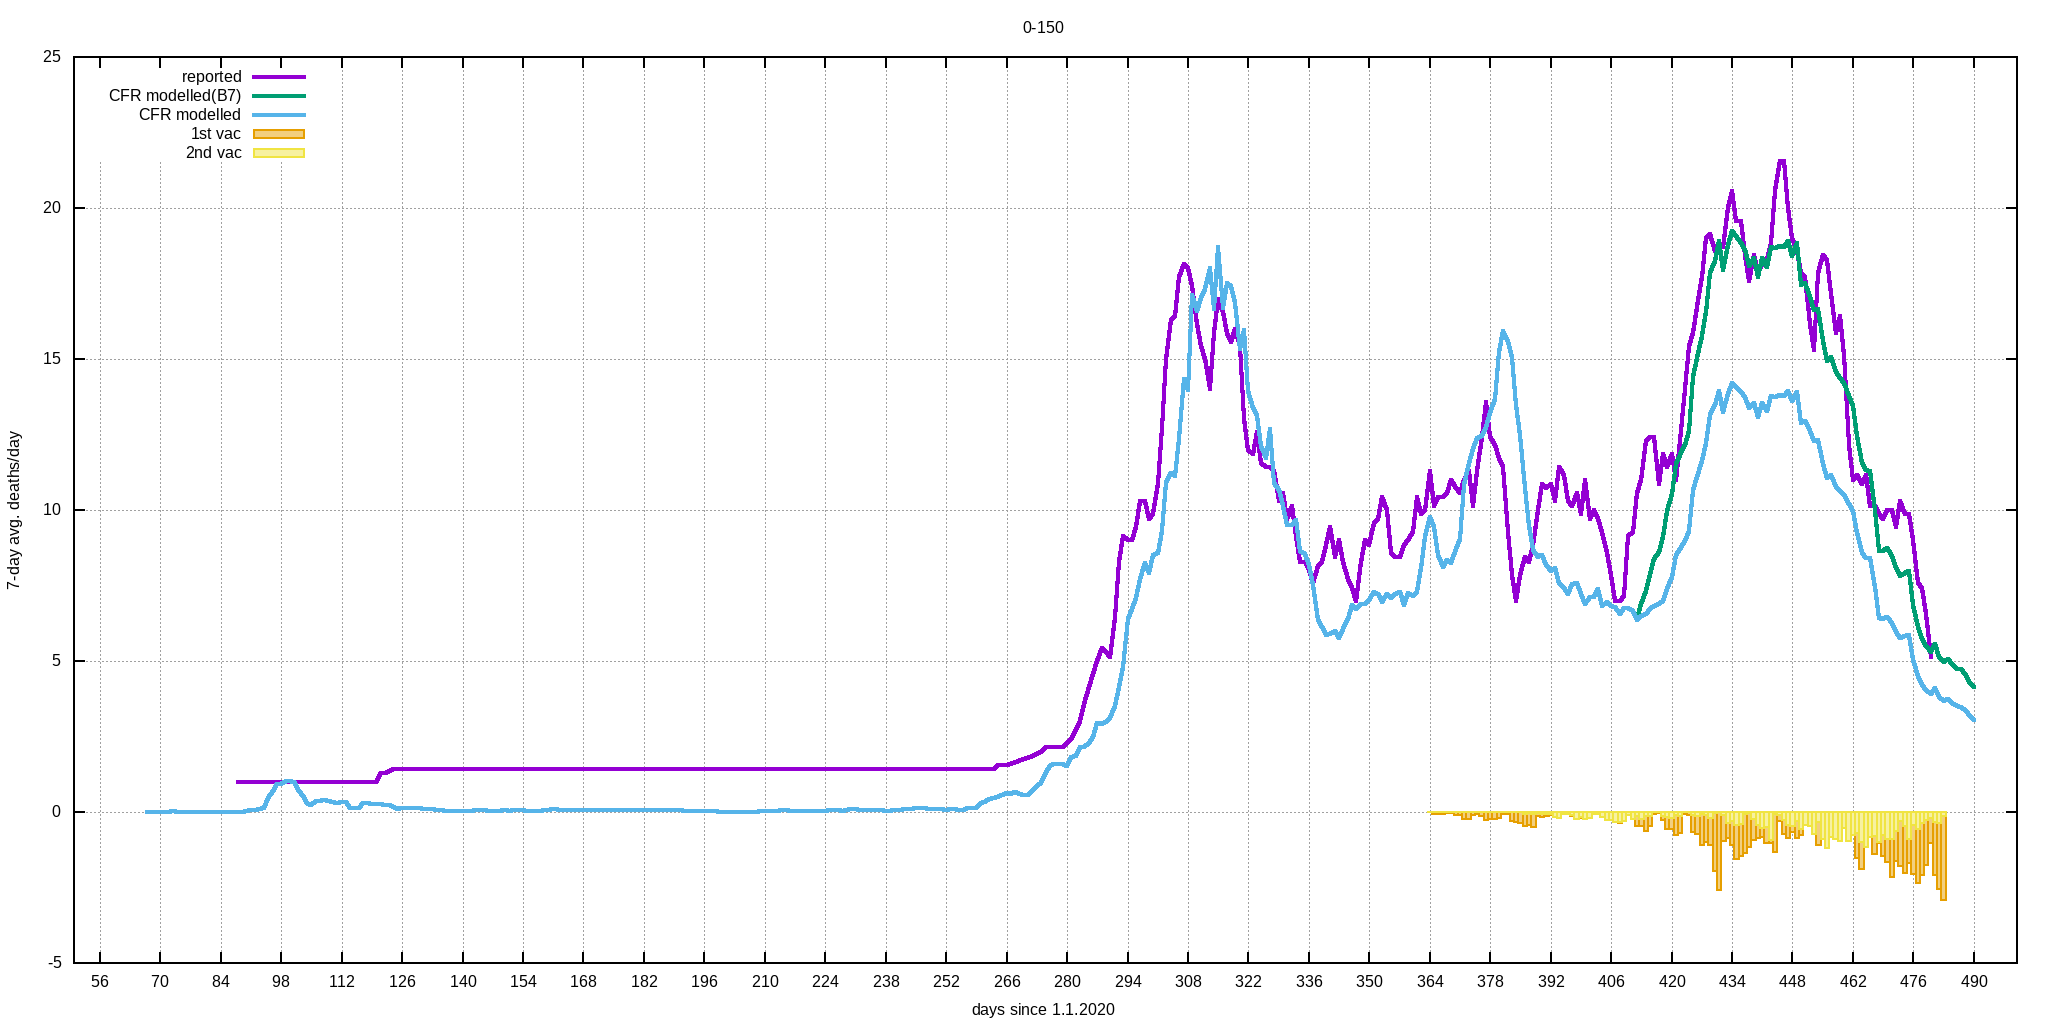 0-150
25
20
15
10
5
0
-5
7-day avg. deaths/day
reported
CFR modelled(B7)
CFR modelled
1st vac
2nd vac
56 70 84 98 112 126 140 154 168 182 196 210 224 238 252 266 280 294 308 322 336 350 364 378 392 406 420 434 448 462 476 490
days since 1.1.2020